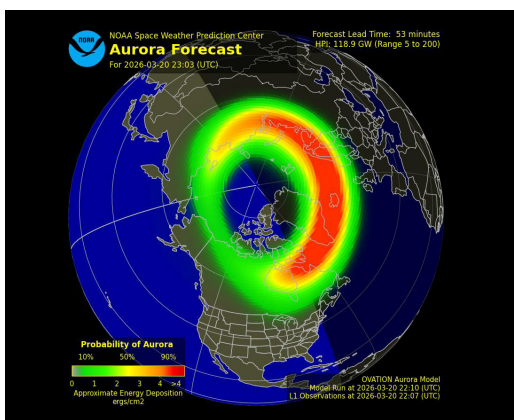 NOAA
NOAA Space Weather Prediction Center
Aurora Forecast
For 2026-03-20 23:03 (UTC)
Forecast Lead Time: 53 minutes
HPI: 118.9 GW (Range 5 to 200)
Probability of Aurora
10% 50% 90%
0 1 2 3 >4
Approximate Energy Deposition
ergs/cm2
OVATION Aurora Model
Model Run at 2026-03-20 22:10 (UTC)
L1 Observations at 2026-03-20 22:07 (UTC)